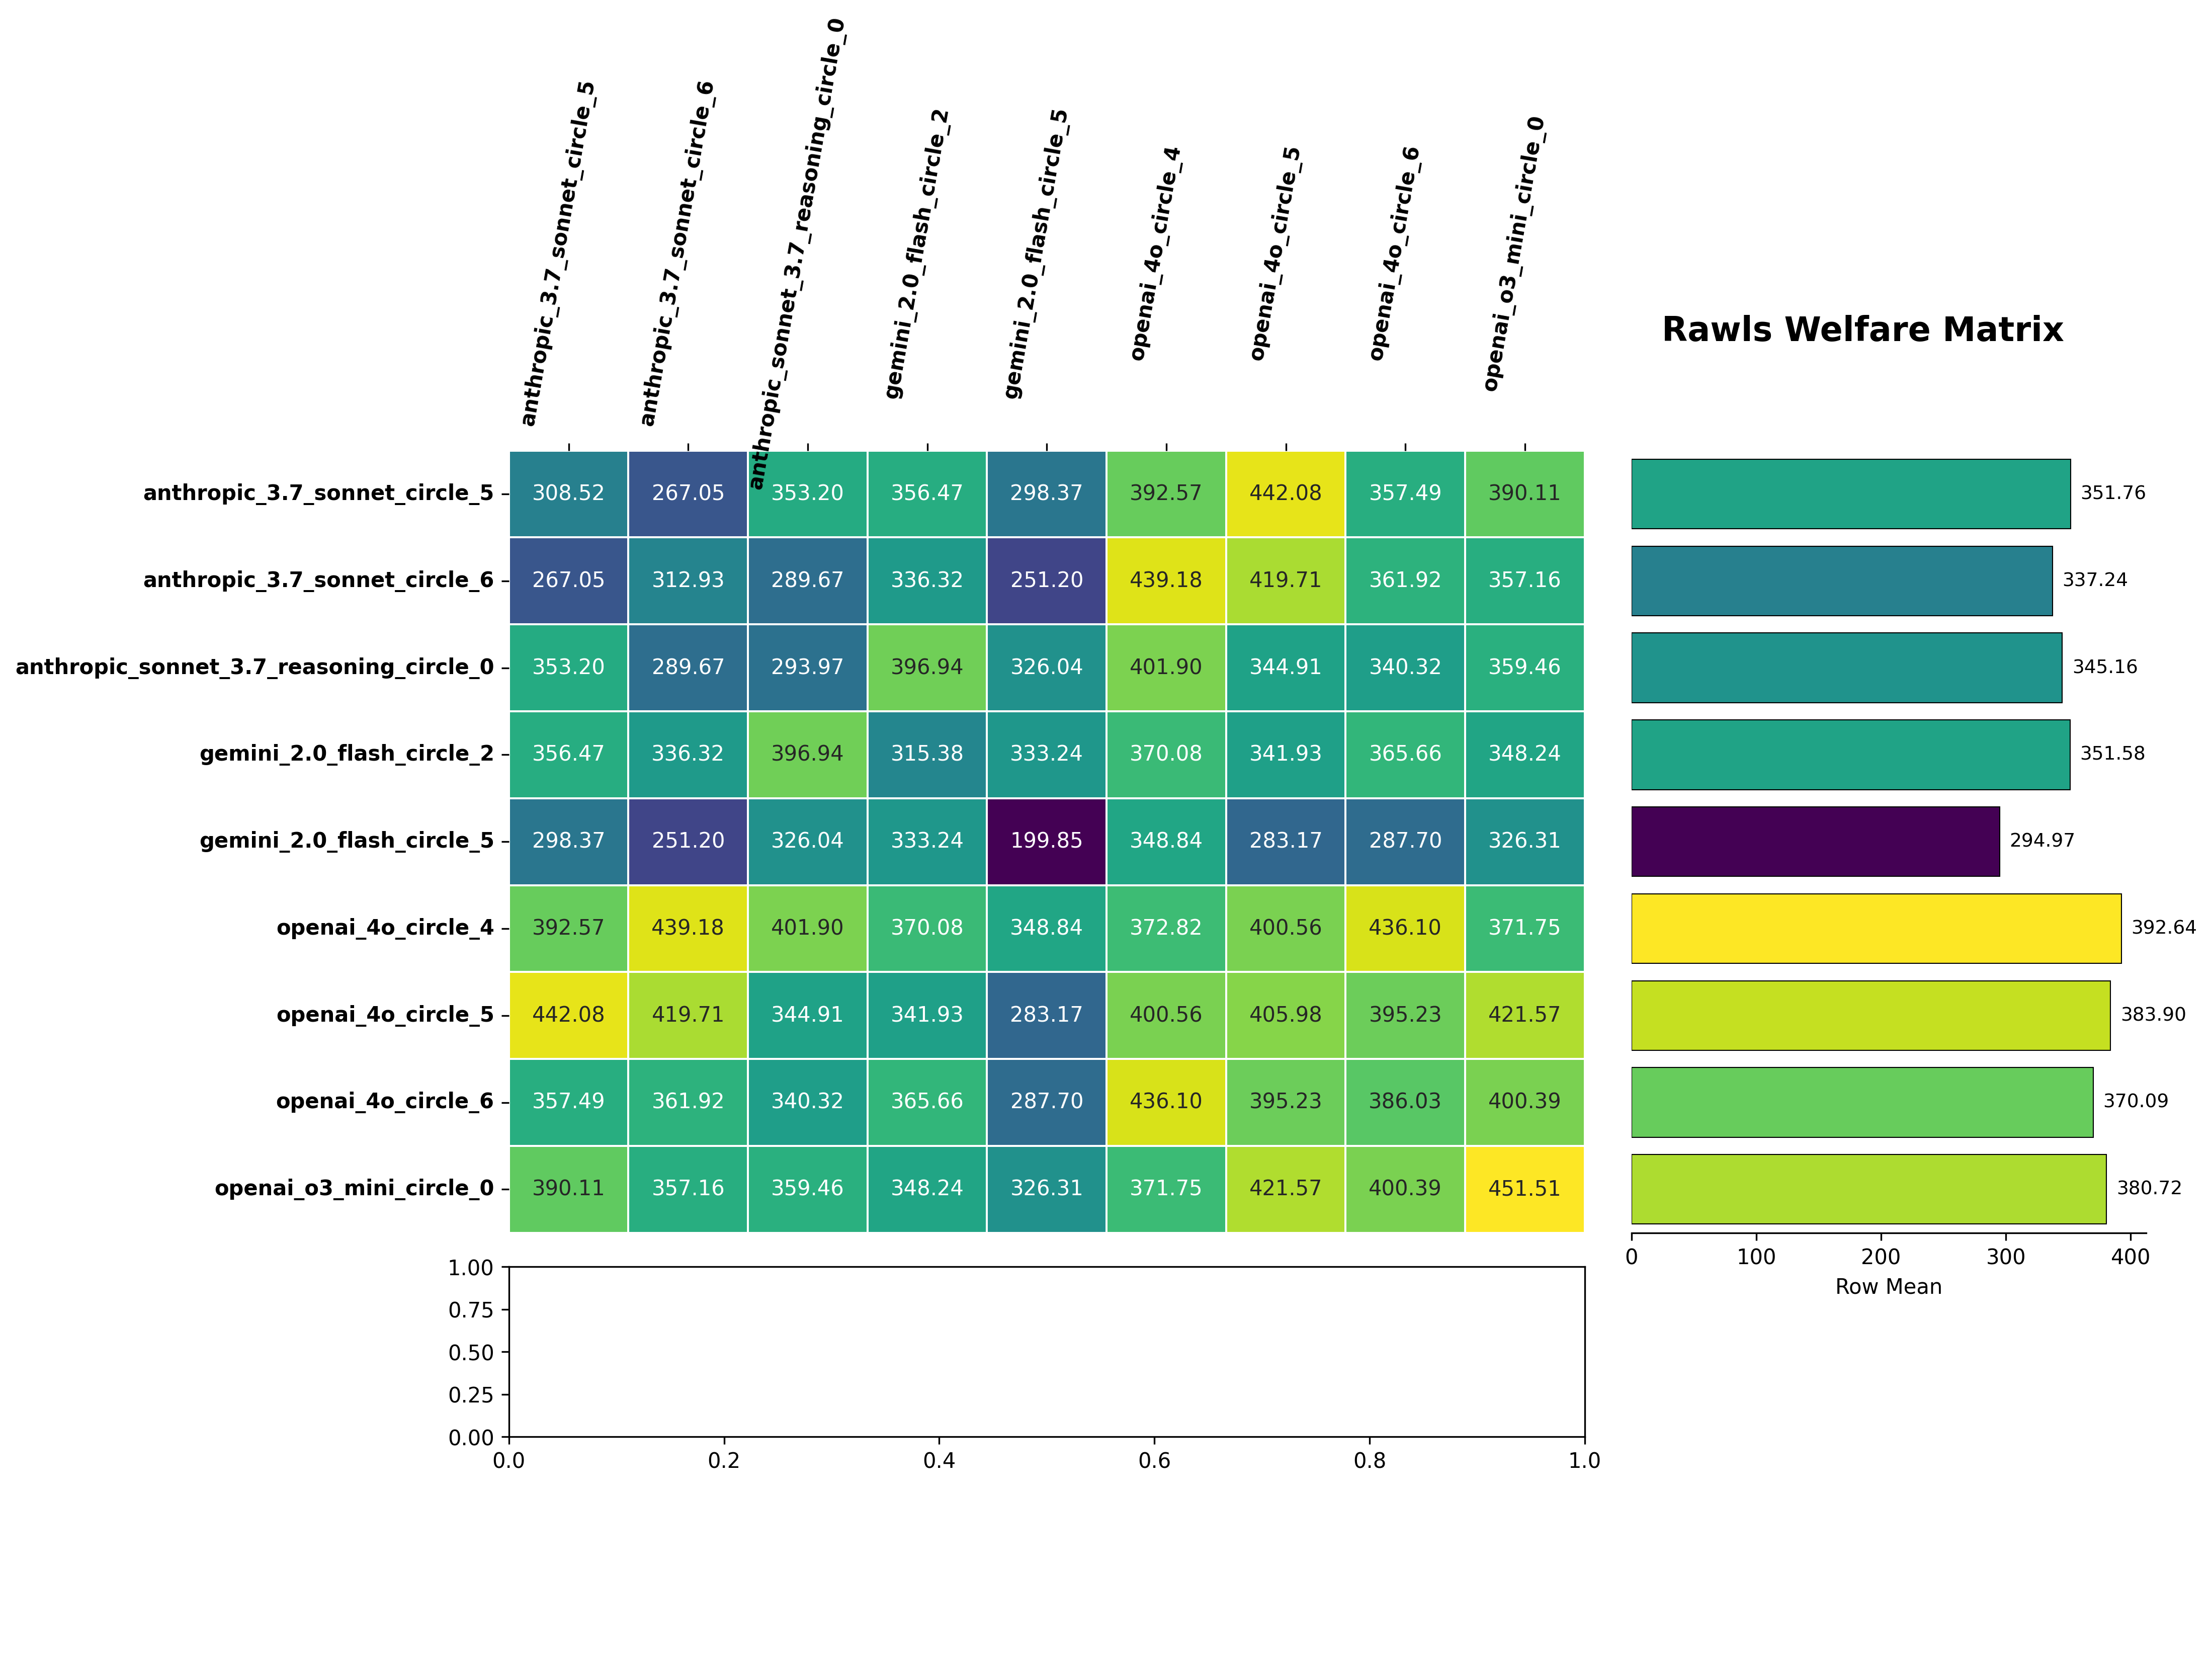 anthropic_3.7_sonnet_circle_5
anthropic_3.7_sonnet_circle_6
anthropic_sonnet_3.7_reasoning_circle_0
gemini_2.0_flash_circle_2
gemini_2.0_flash_circle_5
openai_4o_circle_4
openai_4o_circle_5
openai_4o_circle_6
openai_o3_mini_circle_0
Rawls Welfare Matrix
anthropic_3.7_sonnet_circle_5 308.52 267.05 353.20 356.47 298.37 392.57 442.08 357.49 390.11 351.76
anthropic_3.7_sonnet_circle_6 267.05 312.93 289.67 336.32 251.20 439.18 419.71 361.92 357.16 337.24
anthropic_sonnet_3.7_reasoning_circle_0 353.20 289.67 293.97 396.94 326.04 401.90 344.91 340.32 359.46 345.16
gemini_2.0_flash_circle_2 356.47 336.32 396.94 315.38 333.24 370.08 341.93 365.66 348.24 351.58
gemini_2.0_flash_circle_5 298.37 251.20 326.04 333.24 199.85 348.84 283.17 287.70 326.31 294.97
openai_4o_circle_4 392.57 439.18 401.90 370.08 348.84 372.82 400.56 436.10 371.75 392.64
openai_4o_circle_5 442.08 419.71 344.91 341.93 283.17 400.56 405.98 395.23 421.57 383.90
openai_4o_circle_6 357.49 361.92 340.32 365.66 287.70 436.10 395.23 386.03 400.39 370.09
openai_o3_mini_circle_0 390.11 357.16 359.46 348.24 326.31 371.75 421.57 400.39 451.51 380.72
0 100 200 300 400
Row Mean
1.00
0.75
0.50
0.25
0.00
0.0 0.2 0.4 0.6 0.8 1.0